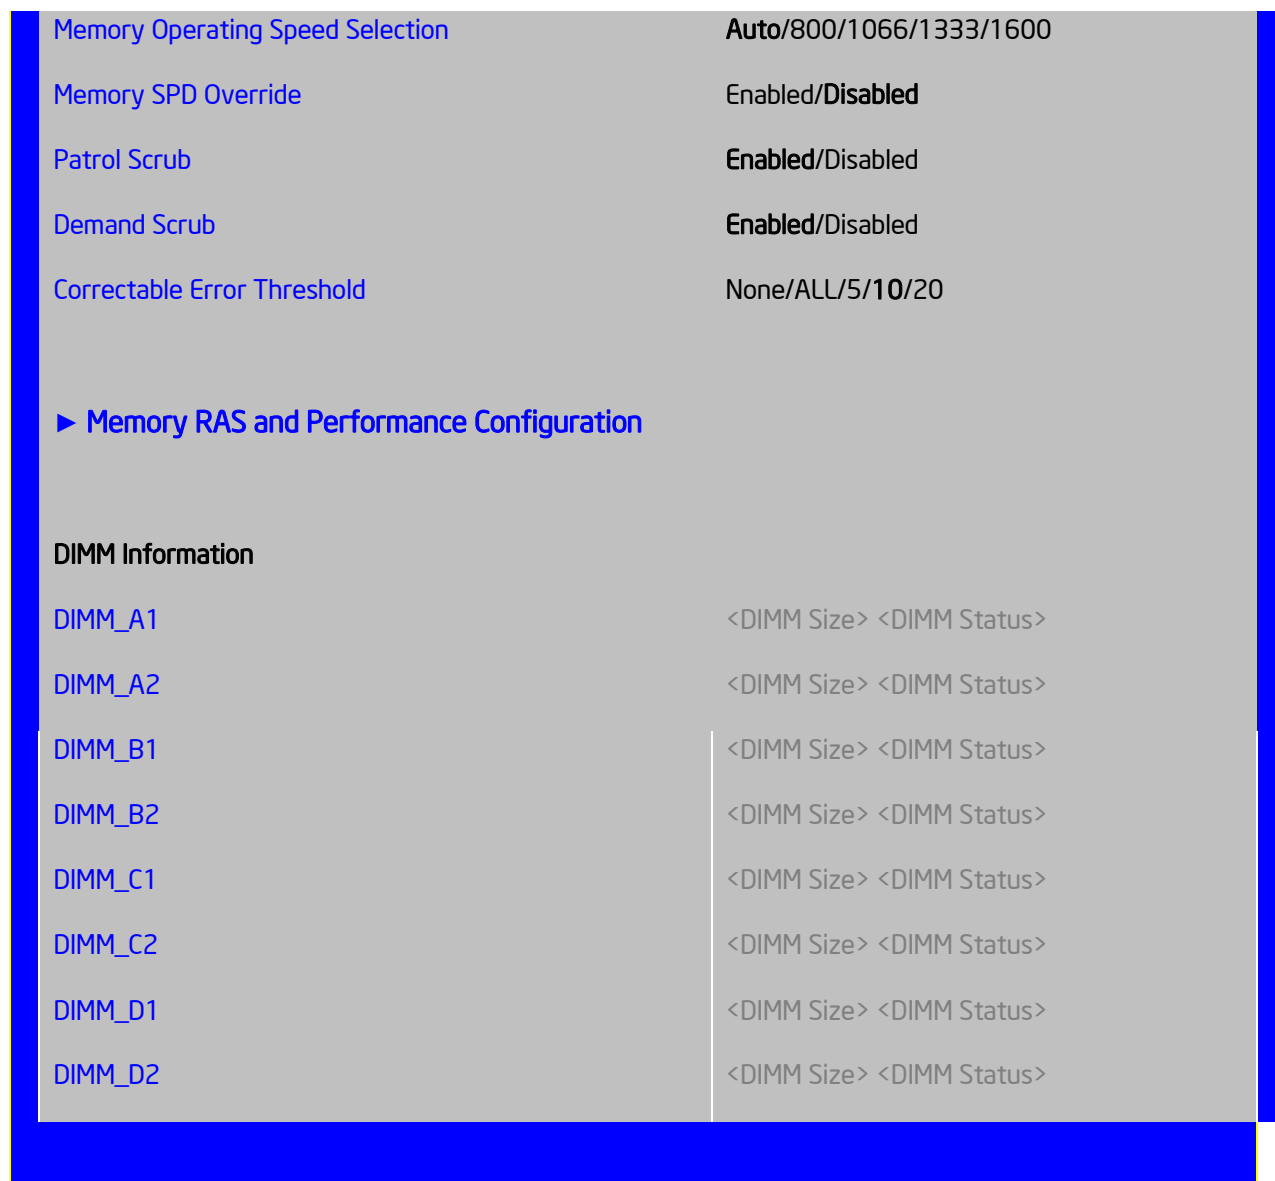 Memory Operating Speed Selection Auto/800/1066/1333/1600
Memory SPD Override Enabled/Disabled
Patrol Scrub Enabled/Disabled
Demand Scrub Enabled/Disabled
Correctable Error Threshold None/ALL/5/10/20
► Memory RAS and Performance Configuration
DIMM Information
DIMM_A1 <DIMM Size> <DIMM Status>
DIMM_A2 <DIMM Size> <DIMM Status>
DIMM_B1 <DIMM Size> <DIMM Status>
DIMM_B2 <DIMM Size> <DIMM Status>
DIMM_C1 <DIMM Size> <DIMM Status>
DIMM_C2 <DIMM Size> <DIMM Status>
DIMM_D1 <DIMM Size> <DIMM Status>
DIMM_D2 <DIMM Size> <DIMM Status>